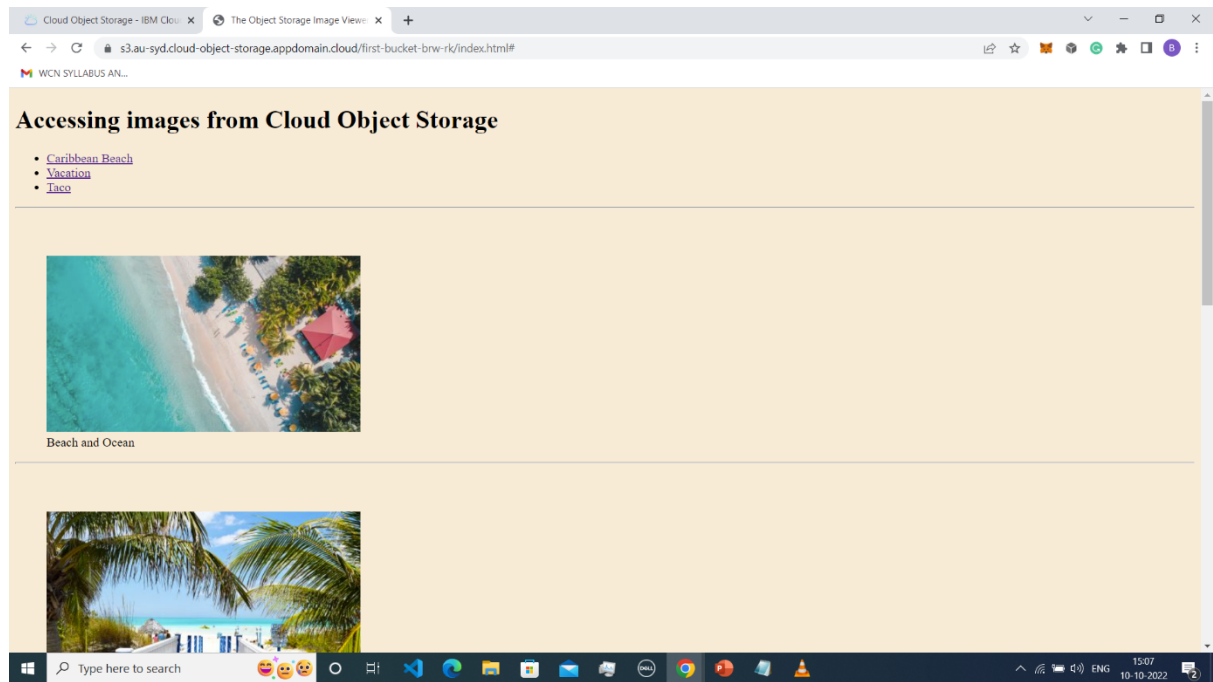 Cloud Object Storage - IBM Clou
The Object Storage Image Viewe
s3.au-syd.cloud-object-storage.appdomain.cloud/first-bucket-brw-rk/index.html#
B
WCN SYLLABUS AN...
Accessing images from Cloud Object Storage
Caribbean Beach
Vacation
Taco
Beach and Ocean
Type here to search
DELL
ENG
15:07
10-10-2022
2